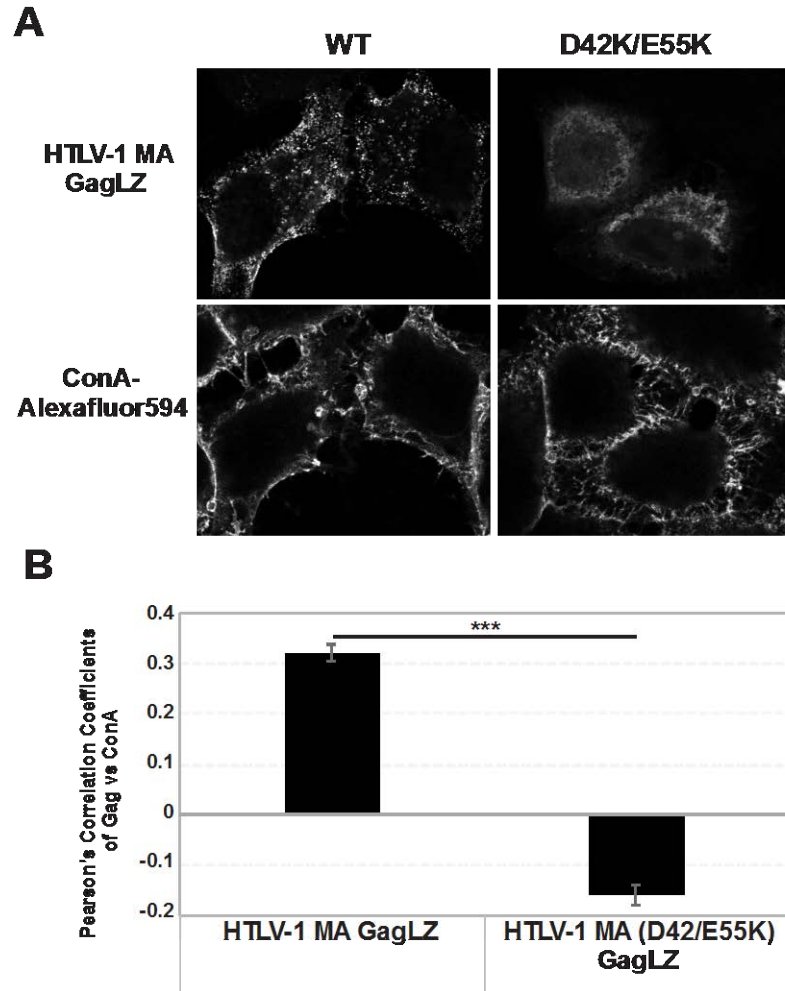 A
WT
D42K/E55K
HTLV-1 MA
GagLZ
ConA-
Alexafluor594
B
Pearson's Correlation Coefficients
of Gag vs ConA
0.4
0.3
0.2
0.1
0
-0.1
-0.2
***
HTLV-1 MA GagLZ
HTLV-1 MA (D42/E55K)
GagLZ